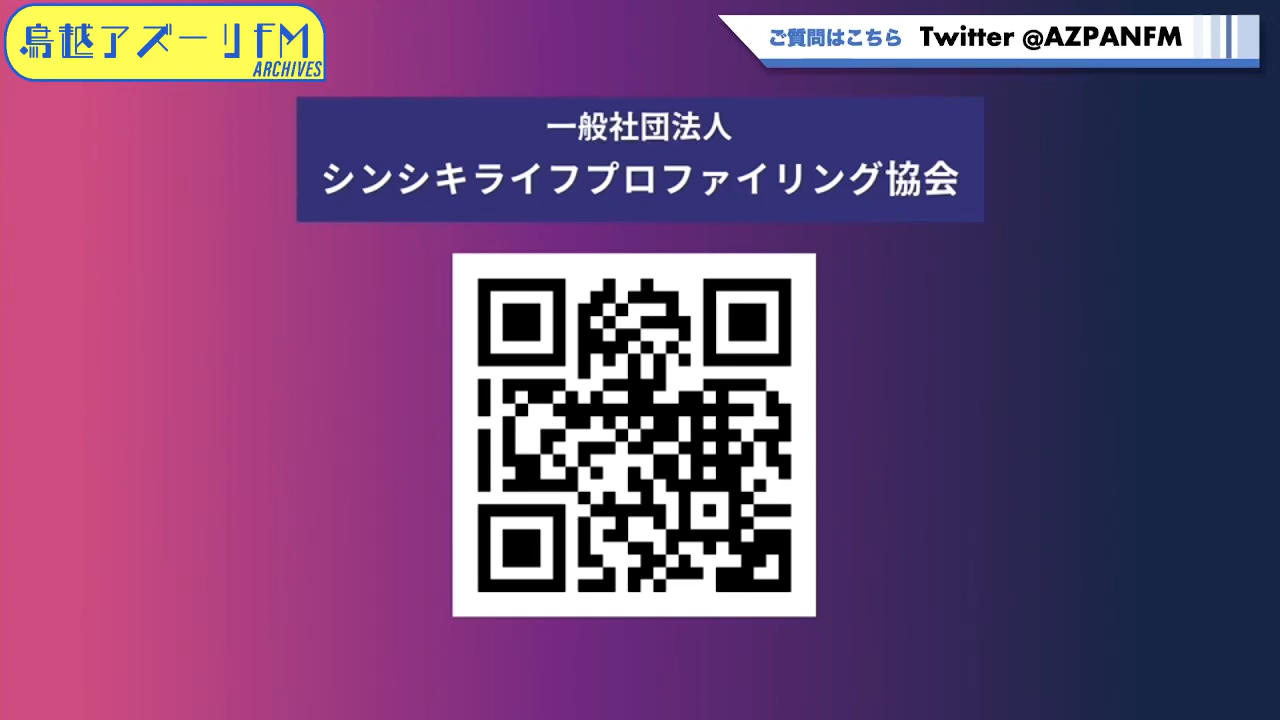 鳥越アズーリFM
ARCHIVES
ご質問はこちら Twitter @AZPANFM
一般社団法人
シンシキライフプロファイリング協会